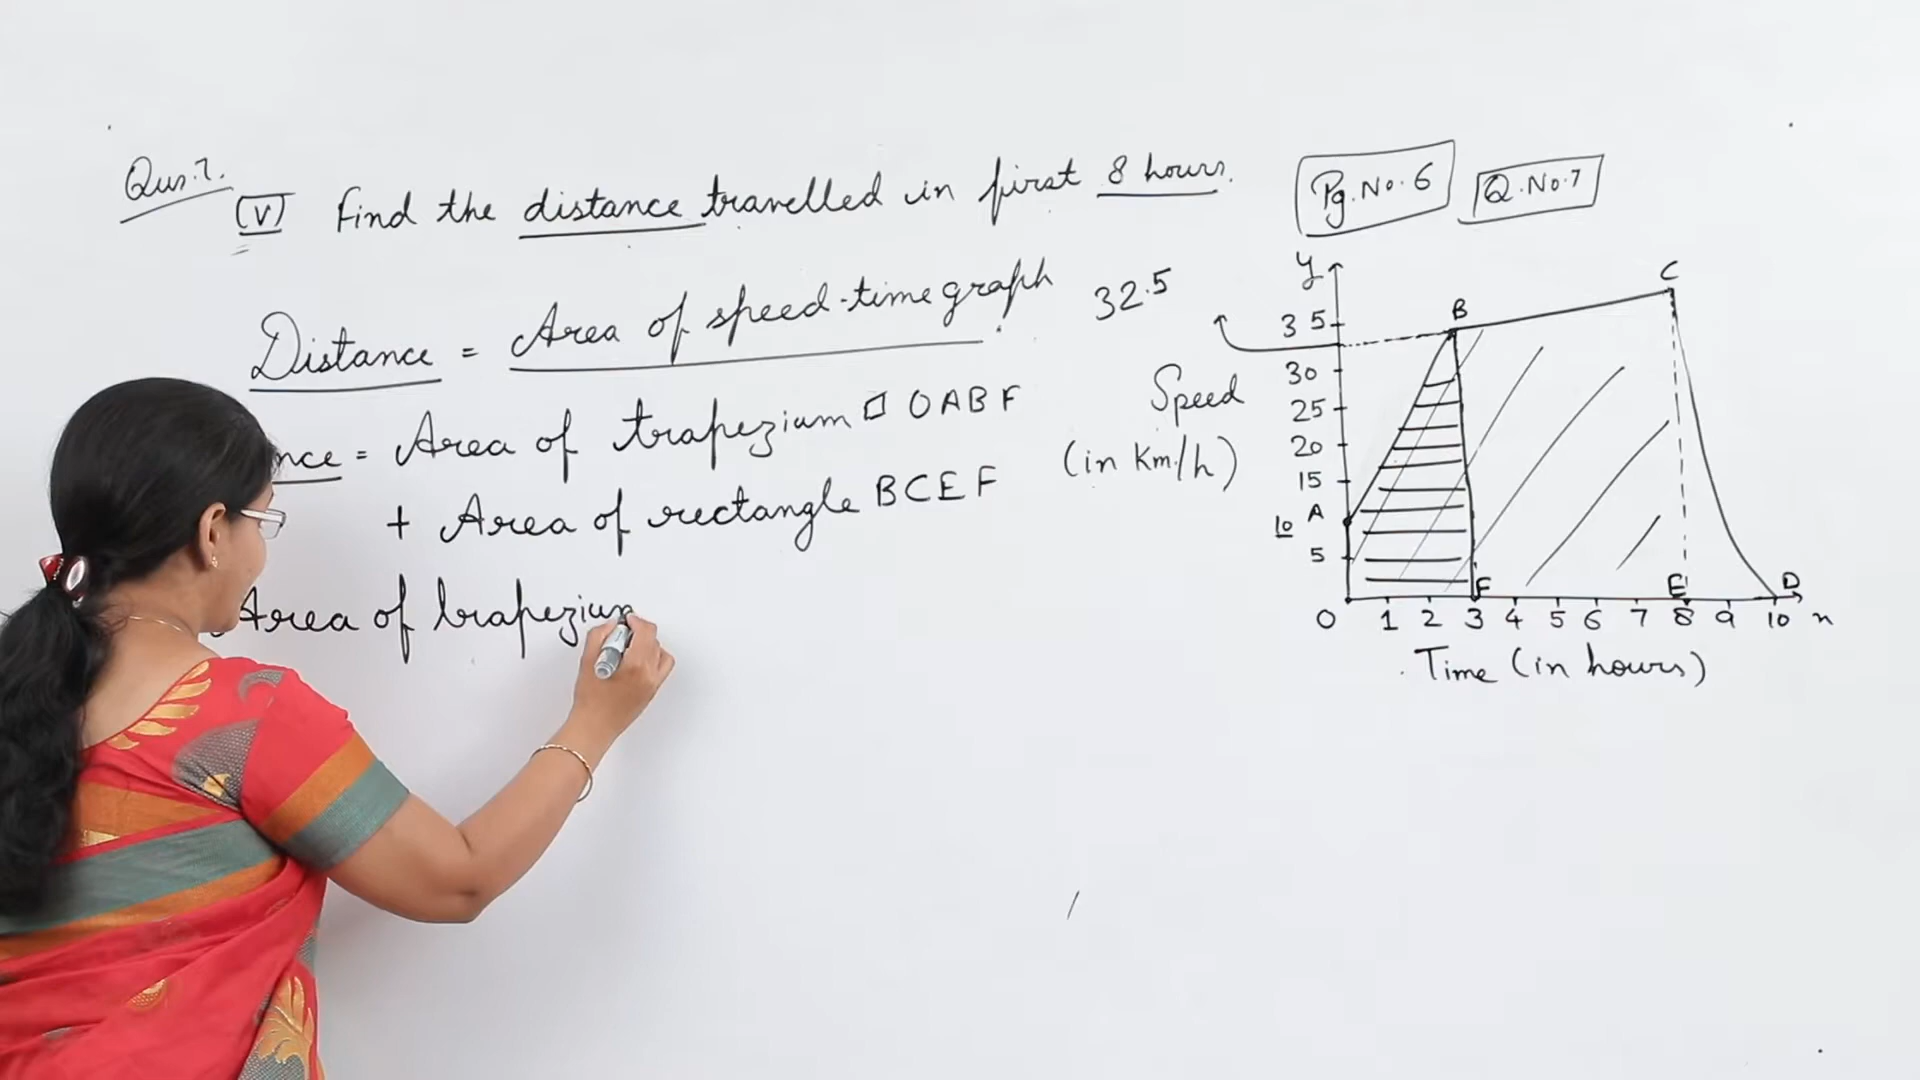 Qus.7.
(V) Find the distance travelled in first 8 hours.
Pg.No.6
Q.No.7
Distance = Area of speed-time graph
nce = Area of trapezium ▱ OABF
+ Area of rectangle BCEF
Area of trapezium
32.5
y
C
B
35
30
25
20
15
10 A
5
F
E
D
O 1 2 3 4 5 6 7 8 9 10 x
Speed
(in Km/h)
Time (in hours)